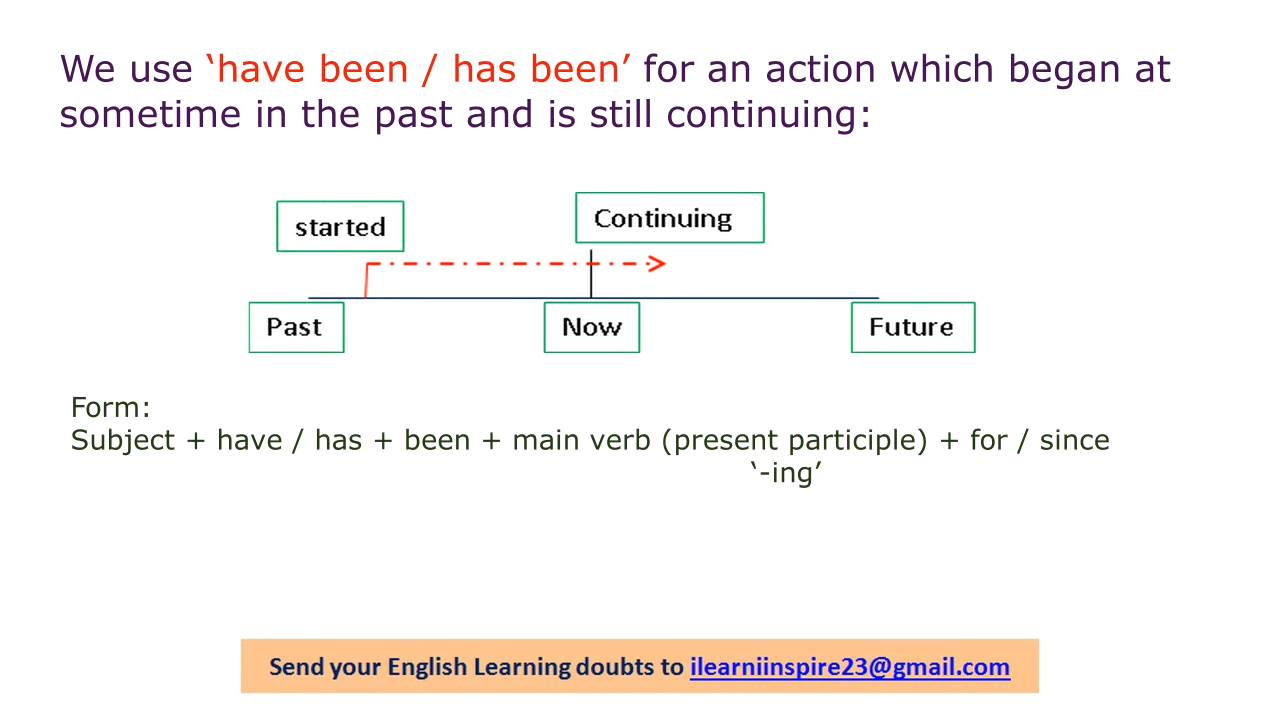 We use ‘have been / has been’ for an action which began at
sometime in the past and is still continuing:
started
Continuing
Past
Now
Future
Form:
Subject + have / has + been + main verb (present participle) + for / since
‘-ing’
Send your English Learning doubts to ilearniinspire23@gmail.com